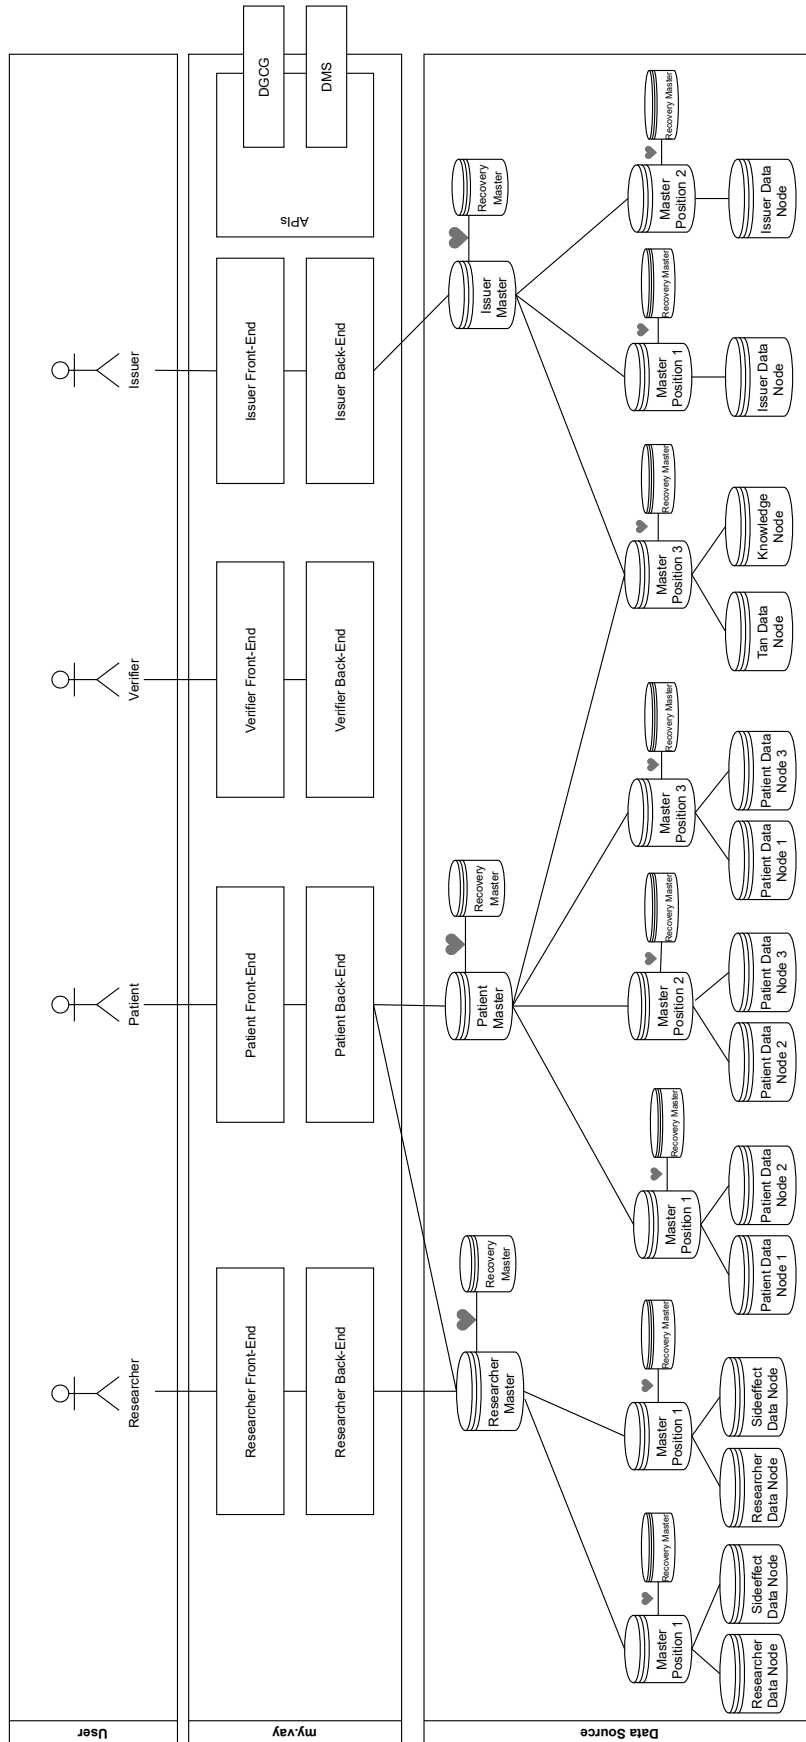 User
Researcher
Patient
Verifier
Issuer
my.vay
Researcher Front-End
Patient Front-End
Verifier Front-End
Issuer Front-End
Researcher Back-End
Patient Back-End
Verifier Back-End
Issuer Back-End
APIs
DGCG
DMS
Data Source
Researcher
Master
Recovery
Master
Patient
Master
Recovery
Master
Issuer
Master
Recovery
Master
Master
Position 1
Recovery Master
Master
Position 1
Recovery Master
Master
Position 1
Recovery Master
Master
Position 2
Recovery Master
Master
Position 3
Recovery Master
Master
Position 3
Recovery Master
Master
Position 1
Recovery Master
Master
Position 2
Recovery Master
Researcher
Data Node
Sideeffect
Data Node
Researcher
Data Node
Sideeffect
Data Node
Patient Data
Node 1
Patient Data
Node 2
Patient Data
Node 2
Patient Data
Node 3
Patient Data
Node 1
Patient Data
Node 3
Tan Data
Node
Knowledge
Node
Issuer Data
Node
Issuer Data
Node